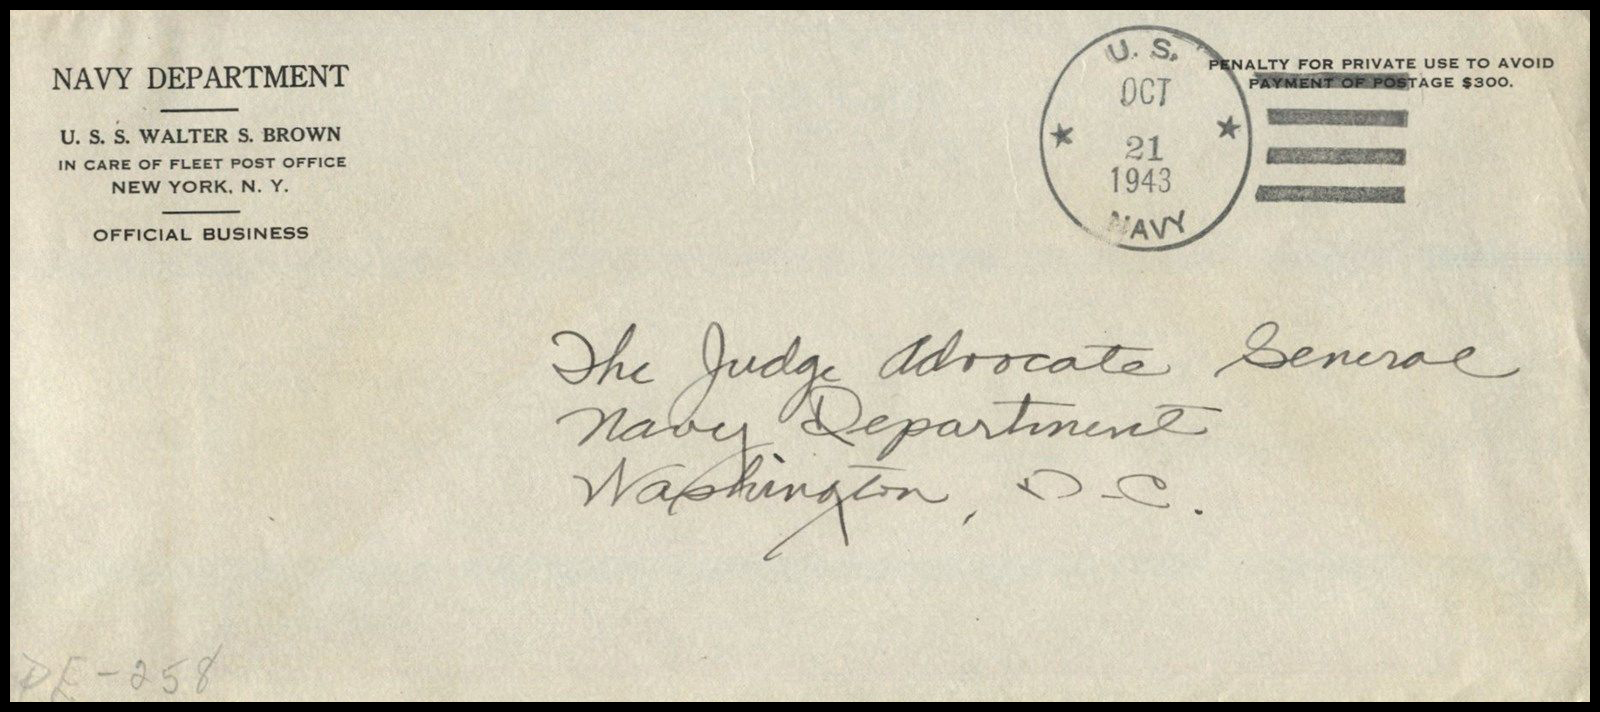 NAVY DEPARTMENT
U. S. S. WALTER S. BROWN
IN CARE OF FLEET POST OFFICE
NEW YORK, N. Y.
OFFICIAL BUSINESS
U. S.
OCT
21
1943
NAVY
PENALTY FOR PRIVATE USE TO AVOID
PAYMENT OF POSTAGE $300.
The Judge Advocate General
Navy Department
Washington, D-C.
DE-258